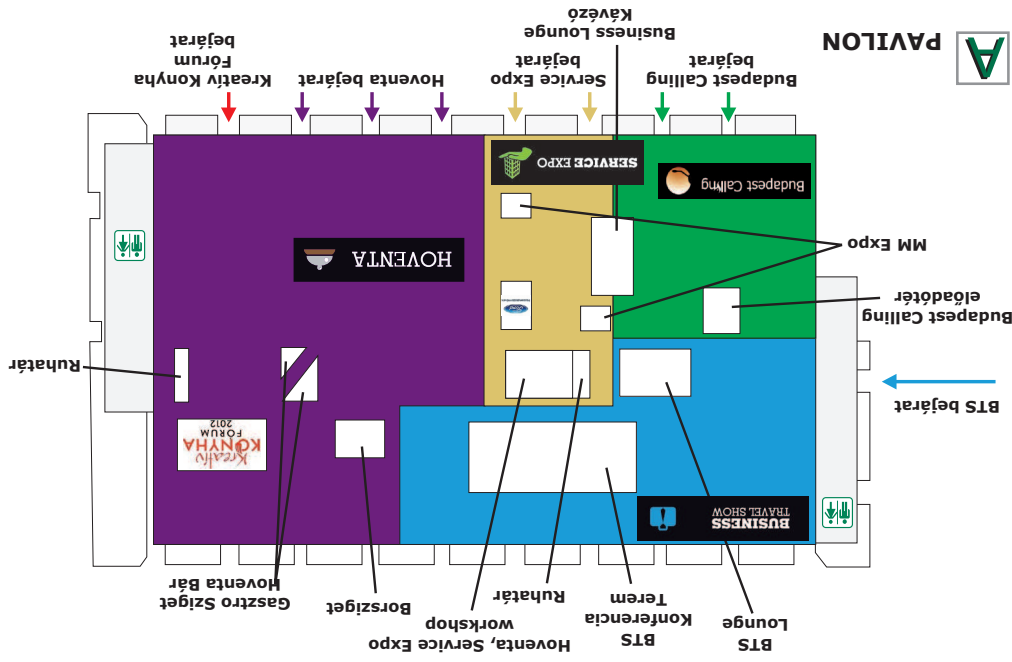 BTS
Lounge
BTS
Konferencia
Terem
Ruhatár
Hoventa, Service Expo
workshop
Borsziget
Gasztro Sziget
Hoventa Bár
BUSINESS
TRAVEL SHOW
Kreatív
KONYHA
FÓRUM
2012
BTS bejárat
Ruhatár
Budapest Calling
előadótér
Ford
MM Expo
HOVENTA
Budapest Calling
SERVICE EXPO
Budapest Calling
bejárat
Service Expo
bejárat
Hoventa bejárat
Kreatív Konyha
Fórum
bejárat
Business Lounge
Kávézó
A
PAVILON